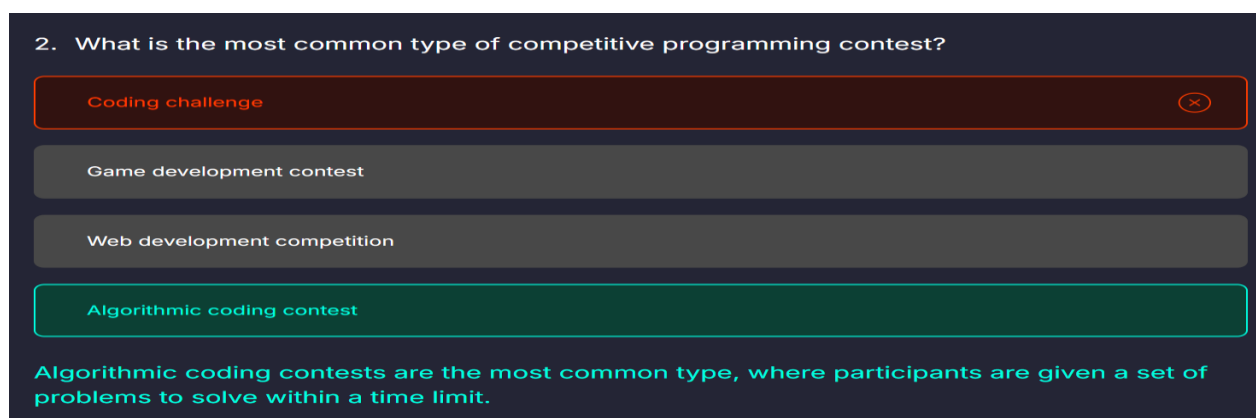 2. What is the most common type of competitive programming contest?
Coding challenge
Game development contest
Web development competition
Algorithmic coding contest
Algorithmic coding contests are the most common type, where participants are given a set of
problems to solve within a time limit.